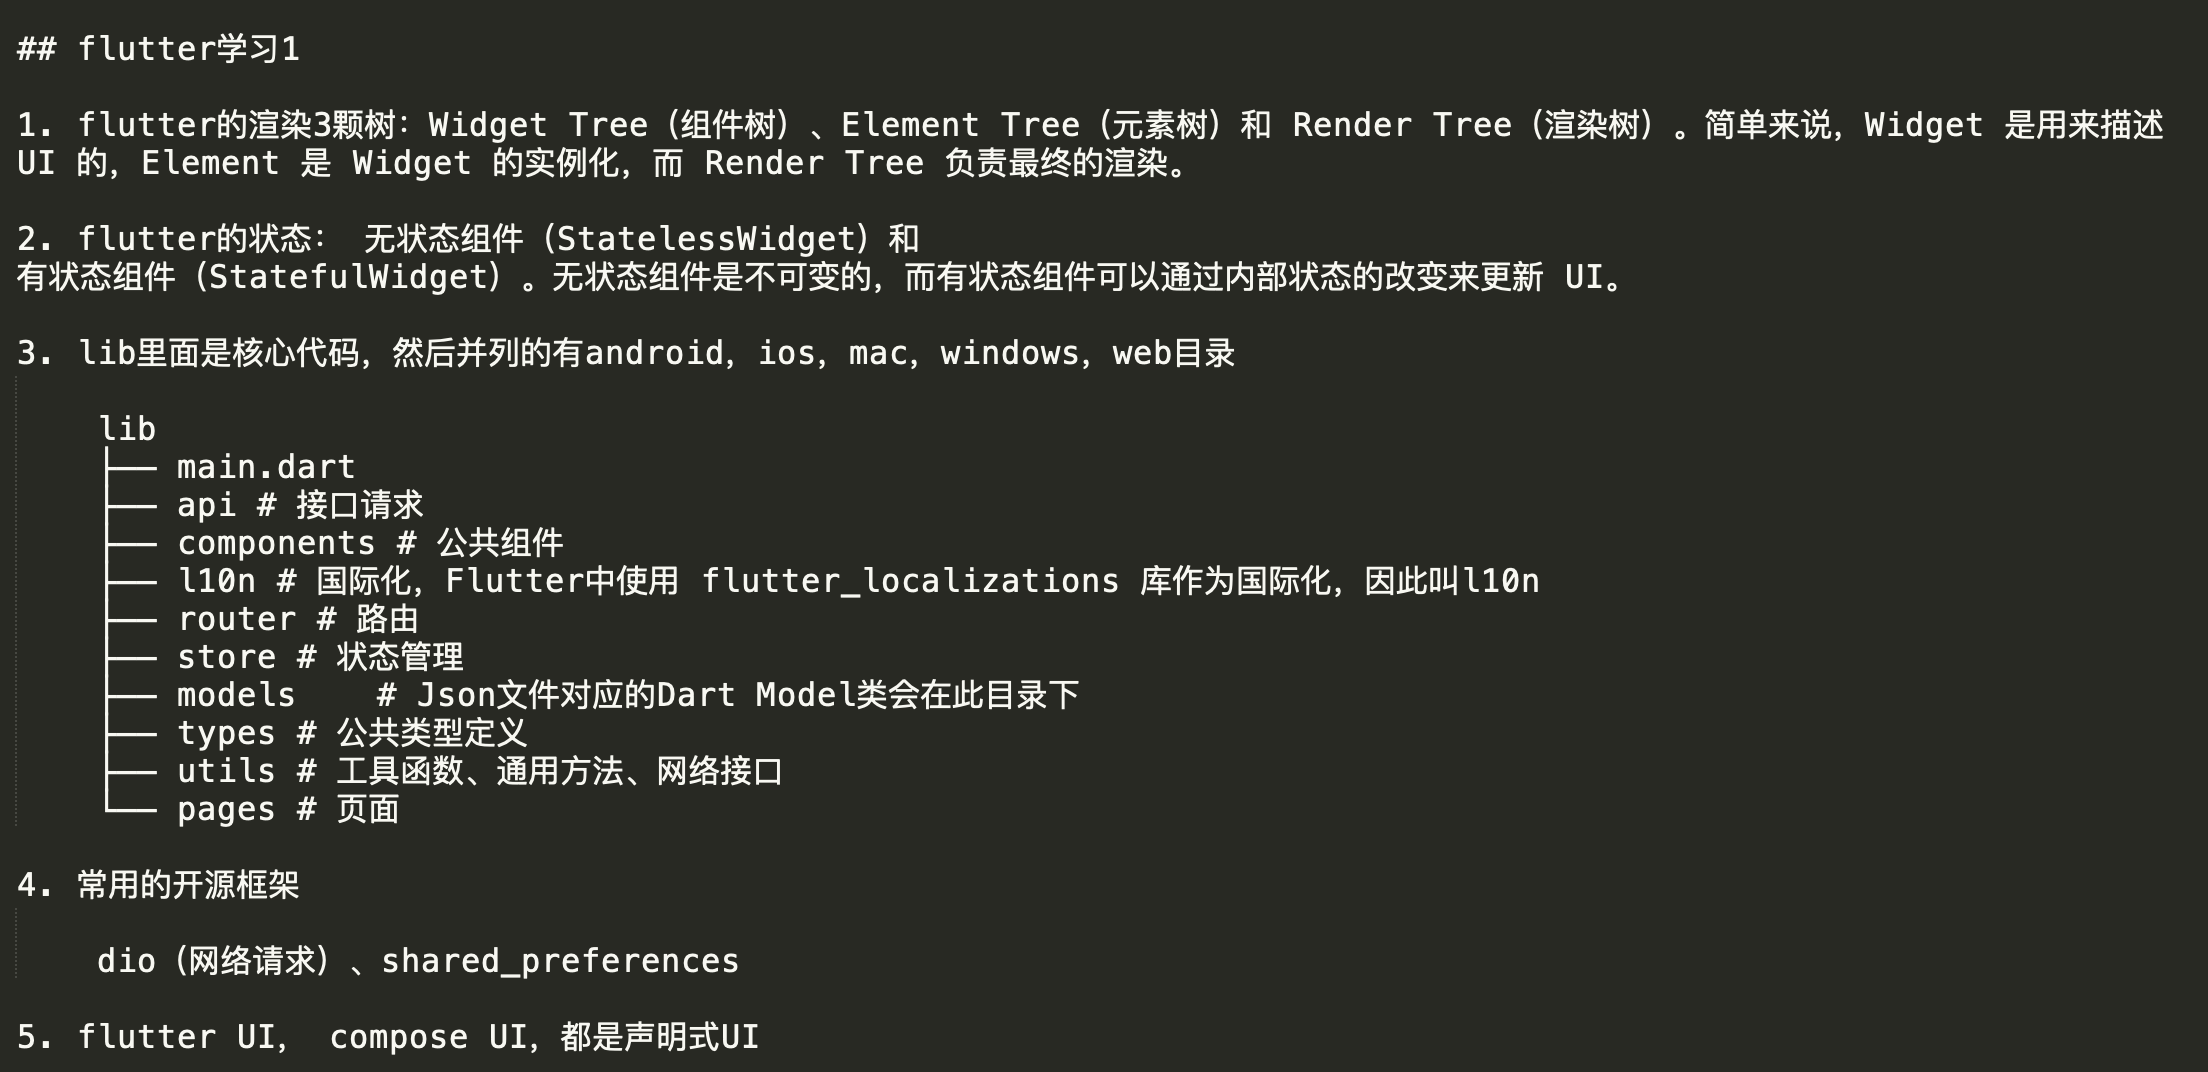 ## flutter学习1
1. flutter的渲染3颗树：Widget Tree（组件树）、Element Tree（元素树）和 Render Tree（渲染树）。简单来说，Widget 是用来描述
UI 的，Element 是 Widget 的实例化，而 Render Tree 负责最终的渲染。
2. flutter的状态： 无状态组件（StatelessWidget）和
有状态组件（StatefulWidget）。无状态组件是不可变的，而有状态组件可以通过内部状态的改变来更新 UI。
3. lib里面是核心代码，然后并列的有android，ios，mac，windows，web目录
lib
├── main.dart
├── api # 接口请求
├── components # 公共组件
├── l10n # 国际化，Flutter中使用 flutter_localizations 库作为国际化，因此叫l10n
├── router # 路由
├── store # 状态管理
├── models    # Json文件对应的Dart Model类会在此目录下
├── types # 公共类型定义
├── utils # 工具函数、通用方法、网络接口
└── pages # 页面
4. 常用的开源框架
dio（网络请求）、shared_preferences
5. flutter UI， compose UI，都是声明式UI